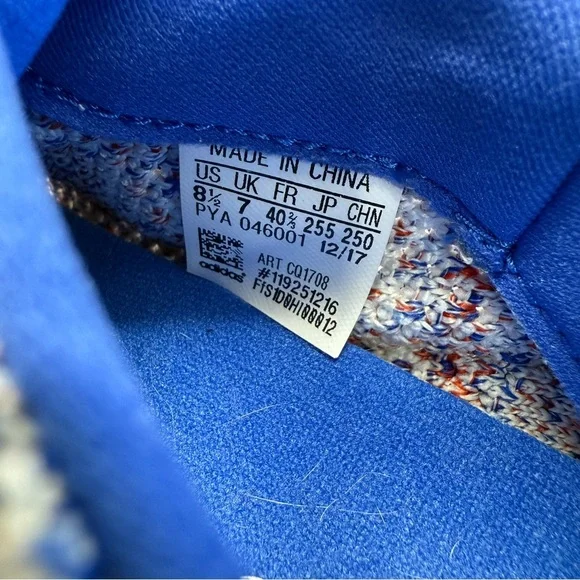 MADE IN CHINA
US UK FR JP CHN
8½ 7 40⅔ 255 250
PYA 046001 12/17
adidas
ART CQ1708
#119251216
FIS1D0HI00012